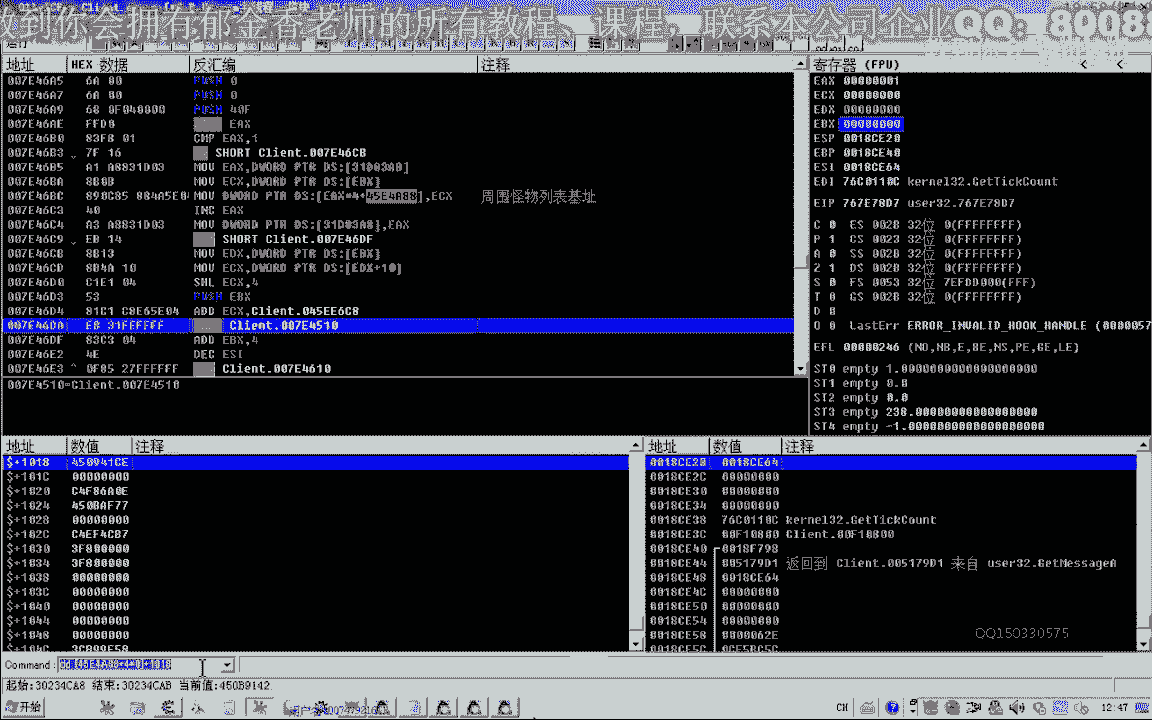 做到你会拥有郁金香老师的所有教程、课程，联系本公司企业QQ：80088
地址 HEX 数据 反汇编 注释
007E46A5 6A 00 PUSH 0
007E46A7 6A 00 PUSH 0
007E46A9 68 0F040000 PUSH 40F
007E46AE FFD0 EAX
007E46B0 83F8 01 CMP EAX,1
007E46B3 7F 16 SHORT Client.007E46CB
007E46B5 A1 A8831D03 MOV EAX,DWORD PTR DS:[31D83A8]
007E46BA 8B0B MOV ECX,DWORD PTR DS:[EBX]
007E46BC 890C85 884A5E04 MOV DWORD PTR DS:[EAX*4+45E4A88],ECX 周围怪物列表基址
007E46C3 40 INC EAX
007E46C4 A3 A8831D03 MOV DWORD PTR DS:[31D83A8],EAX
007E46C9 EB 14 SHORT Client.007E46DF
007E46CB 8B13 MOV EDX,DWORD PTR DS:[EBX]
007E46CD 8B4A 10 MOV ECX,DWORD PTR DS:[EDX+10]
007E46D0 C1E1 04 SHL ECX,4
007E46D3 53 PUSH EBX
007E46D4 81C1 C8E65E04 ADD ECX,Client.045EE6C8
007E46DA E8 31FEFFFF Client.007E4510
007E46DF 83C3 04 ADD EBX,4
007E46E2 4E DEC ESI
007E46E3 ^ 0F85 27FFFFFF Client.007E4610
007E4510=Client.007E4510
寄存器 (FPU) < <
EAX 00000001
ECX 00000000
EDX 00000000
EBX 00000000
ESP 0018CE28
EBP 0018CE40
ESI 0018CE64
EDI 76C0110C kernel32.GetTickCount
EIP 767E78D7 user32.767E78D7
C 0 ES 002B 32位 0(FFFFFFFF)
P 1 CS 0023 32位 0(FFFFFFFF)
A 0 SS 002B 32位 0(FFFFFFFF)
Z 1 DS 002B 32位 0(FFFFFFFF)
S 0 FS 0053 32位 7EFDD000(FFF)
T 0 GS 002B 32位 0(FFFFFFFF)
D 0
O 0 LastErr ERROR_INVALID_HOOK_HANDLE (0000057
EFL 00000246 (NO,NB,E,BE,NS,PE,GE,LE)
ST0 empty 1.0000000000000000000
ST1 empty 0.0
ST2 empty 0.0
ST3 empty 238.00000000000000000
ST4 empty -1.0000000000000000000
地址 数值 注释
$+1018 450941CE
$+101C 00000000
$+1020 C4F86A0E
$+1024 450BAF77
$+1028 00000000
$+102C C4EF4CB7
$+1030 3F800000
$+1034 3F800000
$+1038 00000000
$+103C 00000000
$+1040 00000000
$+1044 00000000
$+1048 00000000
地址 数值 注释
0018CE28 0018CE64
0018CE2C 00000000
0018CE30 00000000
0018CE34 00000000
0018CE38 76C0110C kernel32.GetTickCount
0018CE3C 00F10B00 Client.00F10B00
0018CE40 0018F798
0018CE44 005179D1 返回到 Client.005179D1 来自 user32.GetMessageA
0018CE48 0018CE64
0018CE4C 00000000
0018CE50 00000000
0018CE54 00000000
0018CE58 0000062E
QQ150330575
Command :
起始:30234CA8 结束:30234CAB 当前值:450B9142
开始
CH
12:47